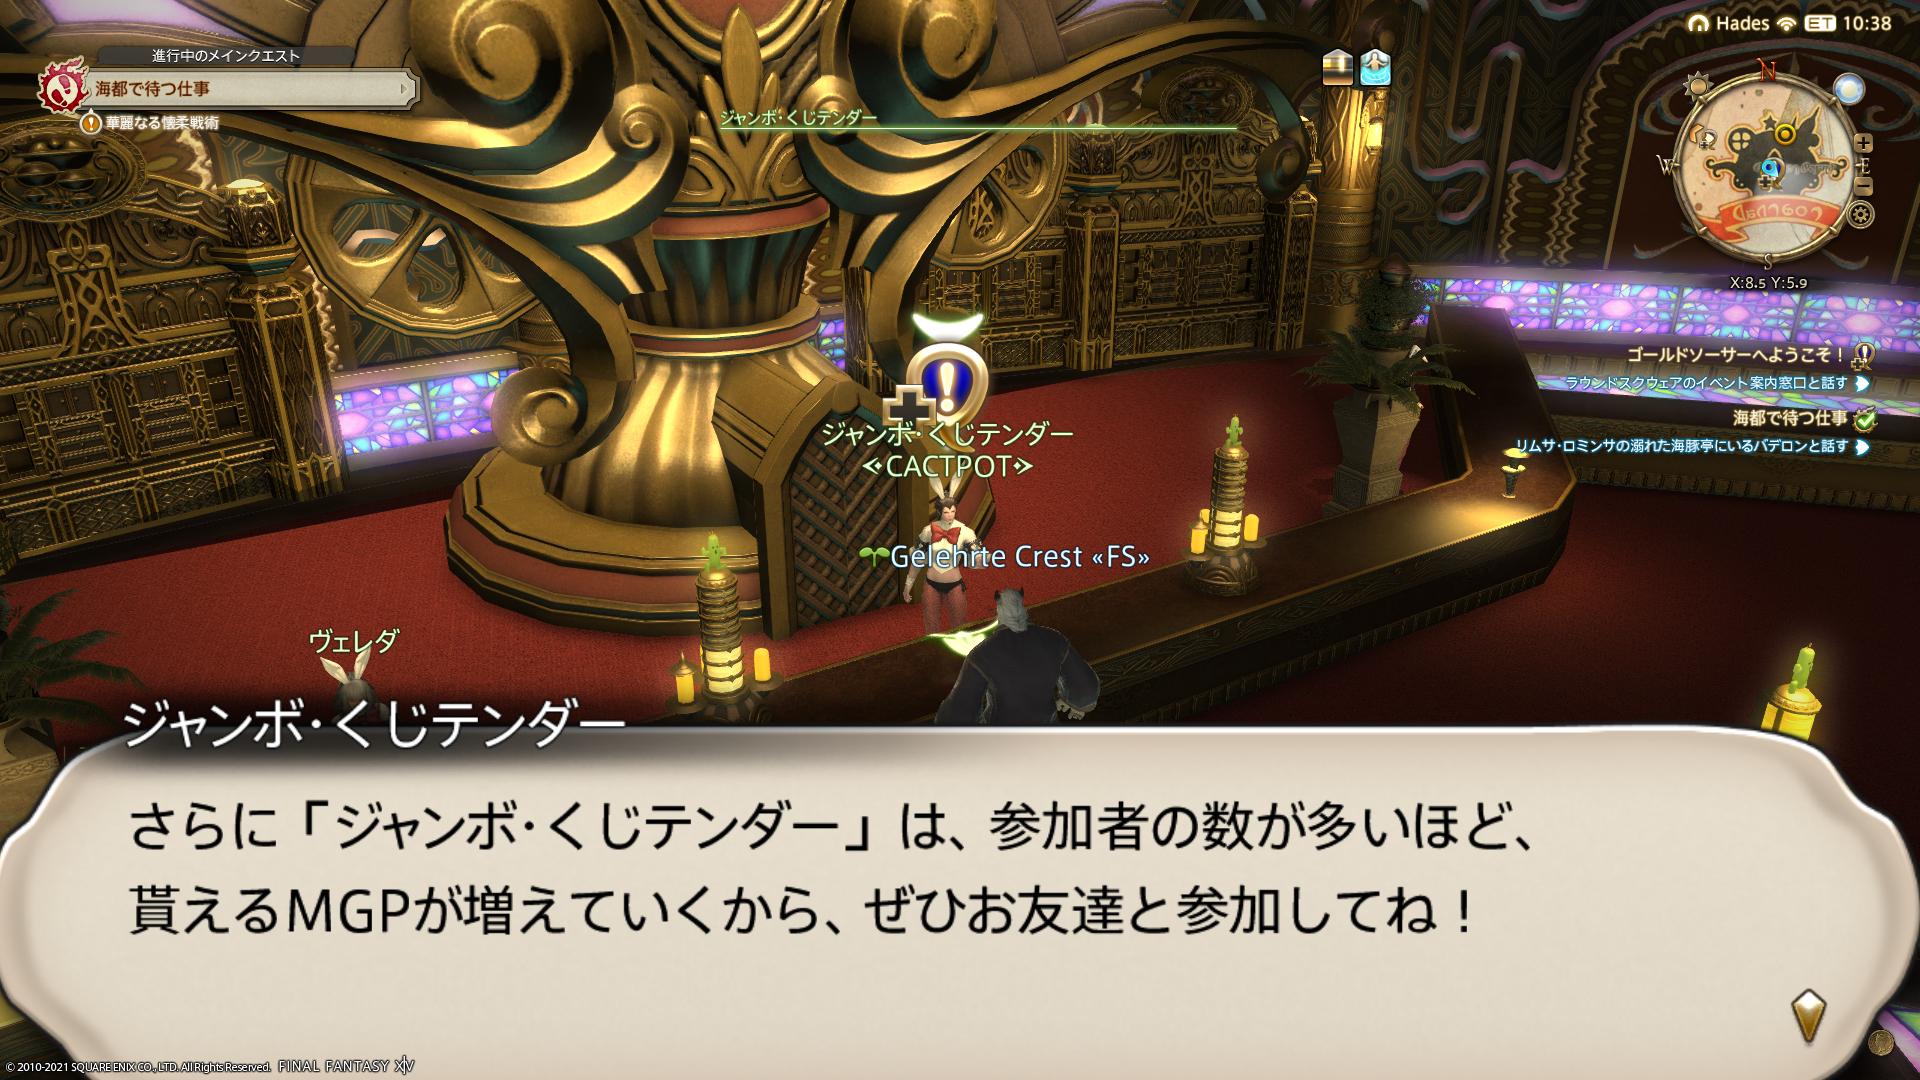 Hades ET 10:38
進行中のメインクエスト
海都で待つ仕事
華麗なる懐柔戦術
ジャンボ・くじテンダー
N
W
E
S
X:8.5 Y:5.9
ゴールドソーサーへようこそ！
ラウンドスクウェアのイベント案内窓口と話す
海都で待つ仕事
リムサ・ロミンサの溺れた海豚亭にいるバデロンと話す
ジャンボ・くじテンダー
<CACTPOT>
Gelehrte Crest «FS»
ヴェレダ
ジャンボ・くじテンダー
さらに「ジャンボ・くじテンダー」は、参加者の数が多いほど、
貰えるMGPが増えていくから、ぜひお友達と参加してね！
© 2010-2021 SQUARE ENIX CO., LTD. All Rights Reserved. FINAL FANTASY XIV